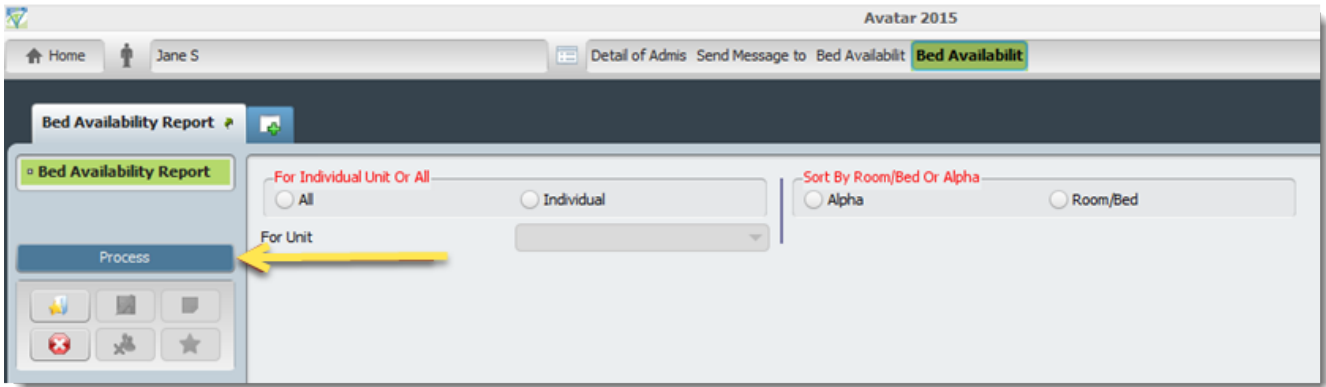 Avatar 2015
Home Jane S Detail of Admis Send Message to Bed Availabilit Bed Availabilit
Bed Availability Report
Bed Availability Report
For Individual Unit Or All
All Individual
For Unit
Sort By Room/Bed Or Alpha
Alpha Room/Bed
Process